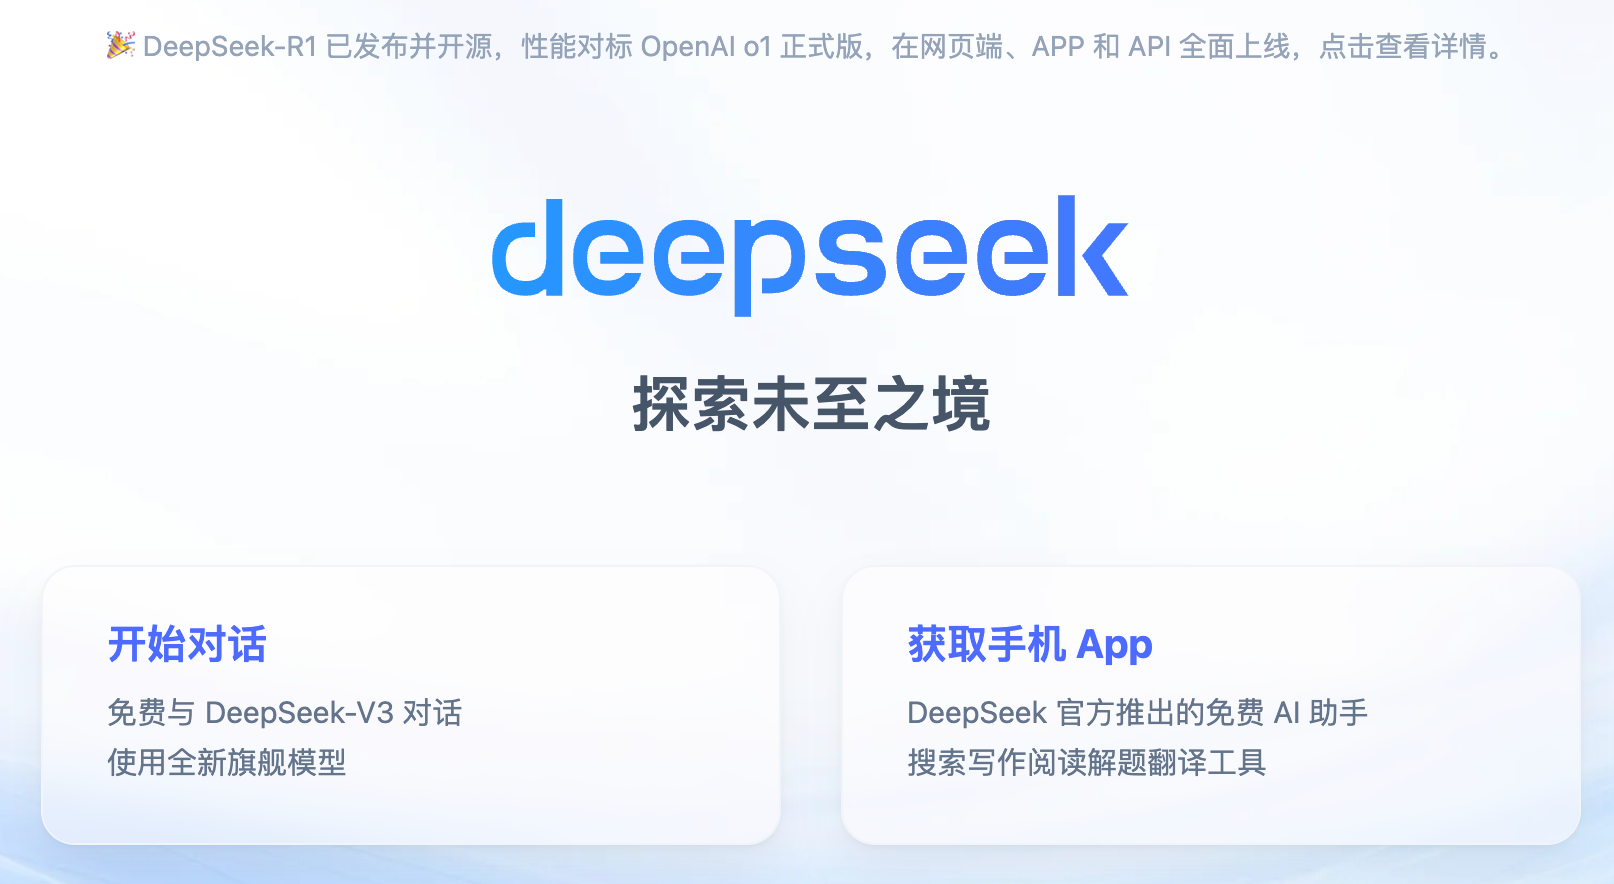 🎉 DeepSeek-R1 已发布并开源，性能对标 OpenAI o1 正式版，在网页端、APP 和 API 全面上线，点击查看详情。
deepseek
探索未至之境
开始对话
免费与 DeepSeek-V3 对话
使用全新旗舰模型
获取手机 App
DeepSeek 官方推出的免费 AI 助手
搜索写作阅读解题翻译工具